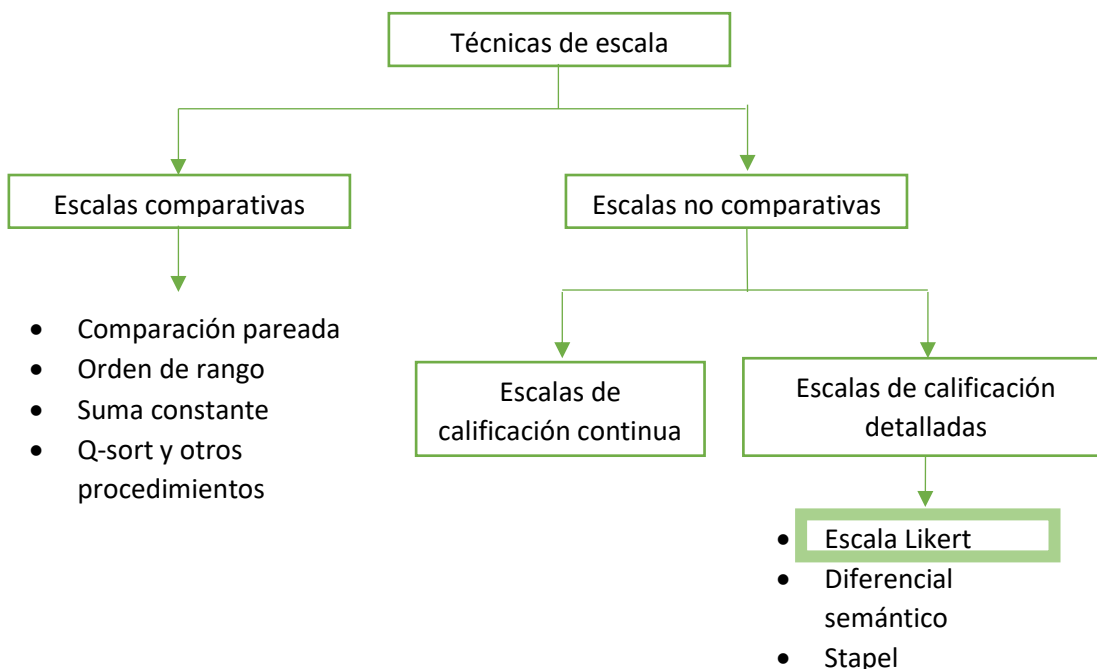 Técnicas de escala
Escalas comparativas
Escalas no comparativas
• Comparación pareada
• Orden de rango
• Suma constante
• Q-sort y otros
procedimientos
Escalas de
calificación continua
Escalas de calificación
detalladas
• Escala Likert
• Diferencial
semántico
• Stapel